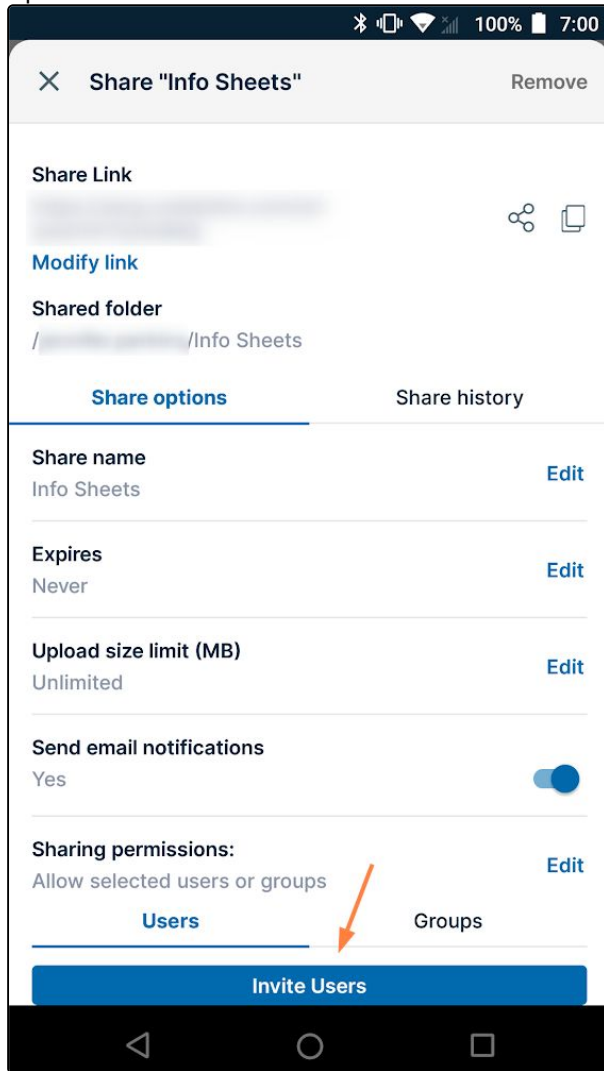 100% 7:00
Share "Info Sheets" Remove
Share Link
Modify link
Shared folder
/ /Info Sheets
Share options Share history
Share name
Edit
Info Sheets
Expires
Edit
Never
Upload size limit (MB)
Edit
Unlimited
Send email notifications
Yes
Sharing permissions:
Edit
Allow selected users or groups
Users Groups
Invite Users